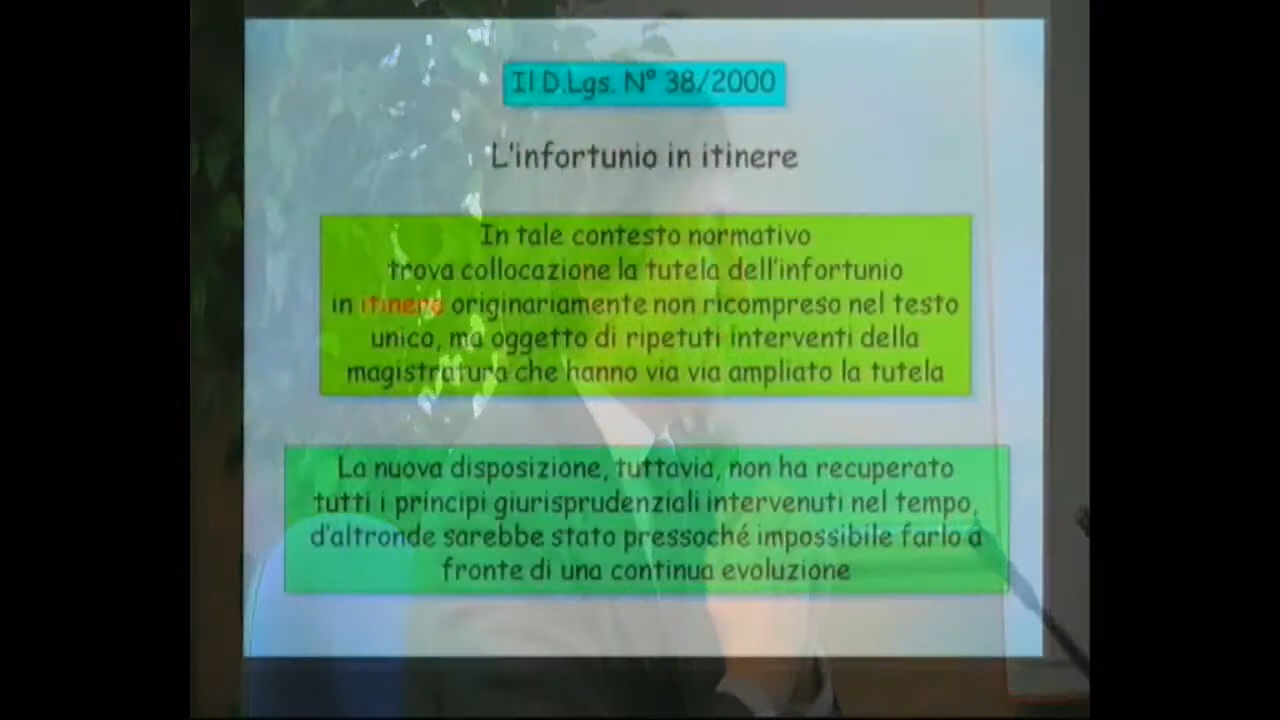 Il D.Lgs. N° 38/2000
L'infortunio in itinere
In tale contesto normativo
trova collocazione la tutela dell'infortunio
in itinere originariamente non ricompreso nel testo
unico, ma oggetto di ripetuti interventi della
magistratura che hanno via via ampliato la tutela
La nuova disposizione, tuttavia, non ha recuperato
tutti i principi giurisprudenziali intervenuti nel tempo,
d'altronde sarebbe stato pressoché impossibile farlo a
fronte di una continua evoluzione